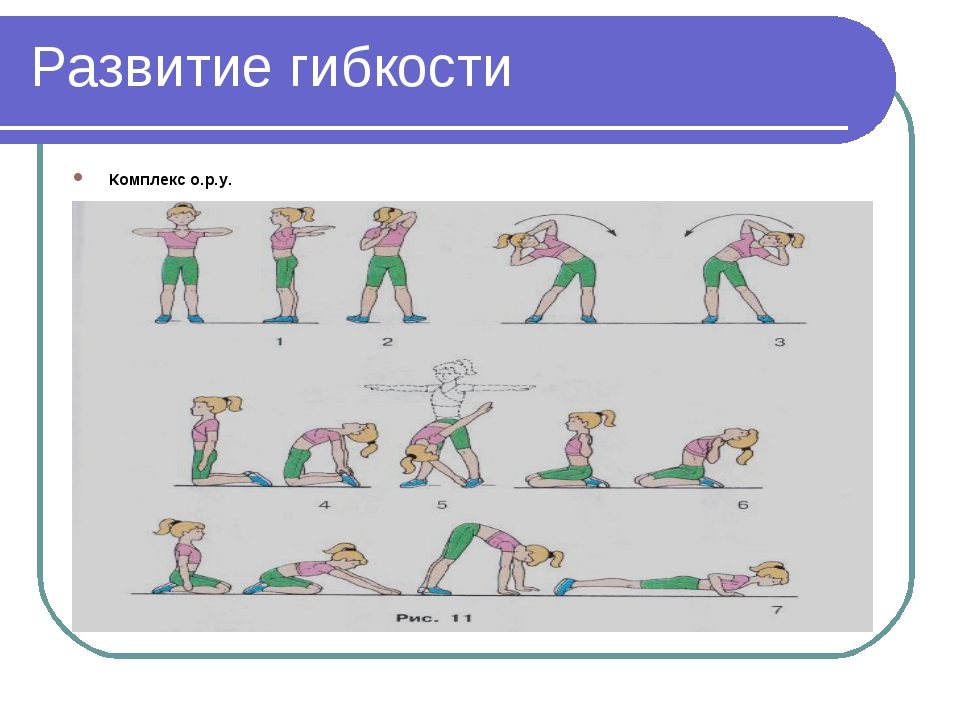 Развитие гибкости
Комплекс о.р.у.
1 2 3
4 5 6
7
Рис. 11